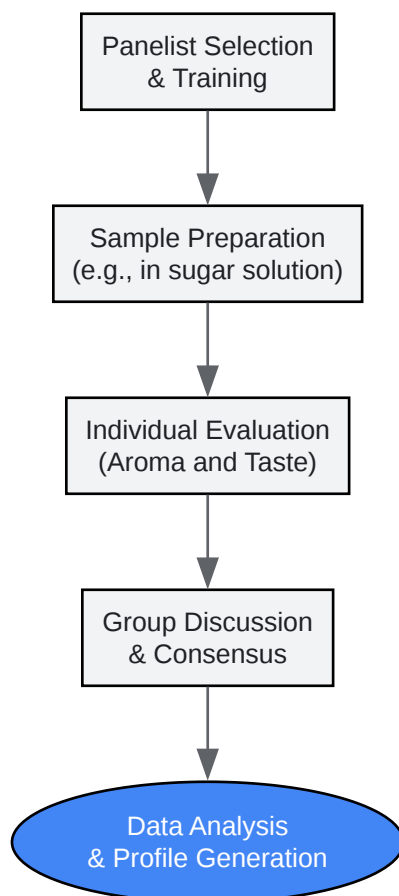 Panelist Selection
& Training
Sample Preparation
(e.g., in sugar solution)
Individual Evaluation
(Aroma and Taste)
Group Discussion
& Consensus
Data Analysis
& Profile Generation